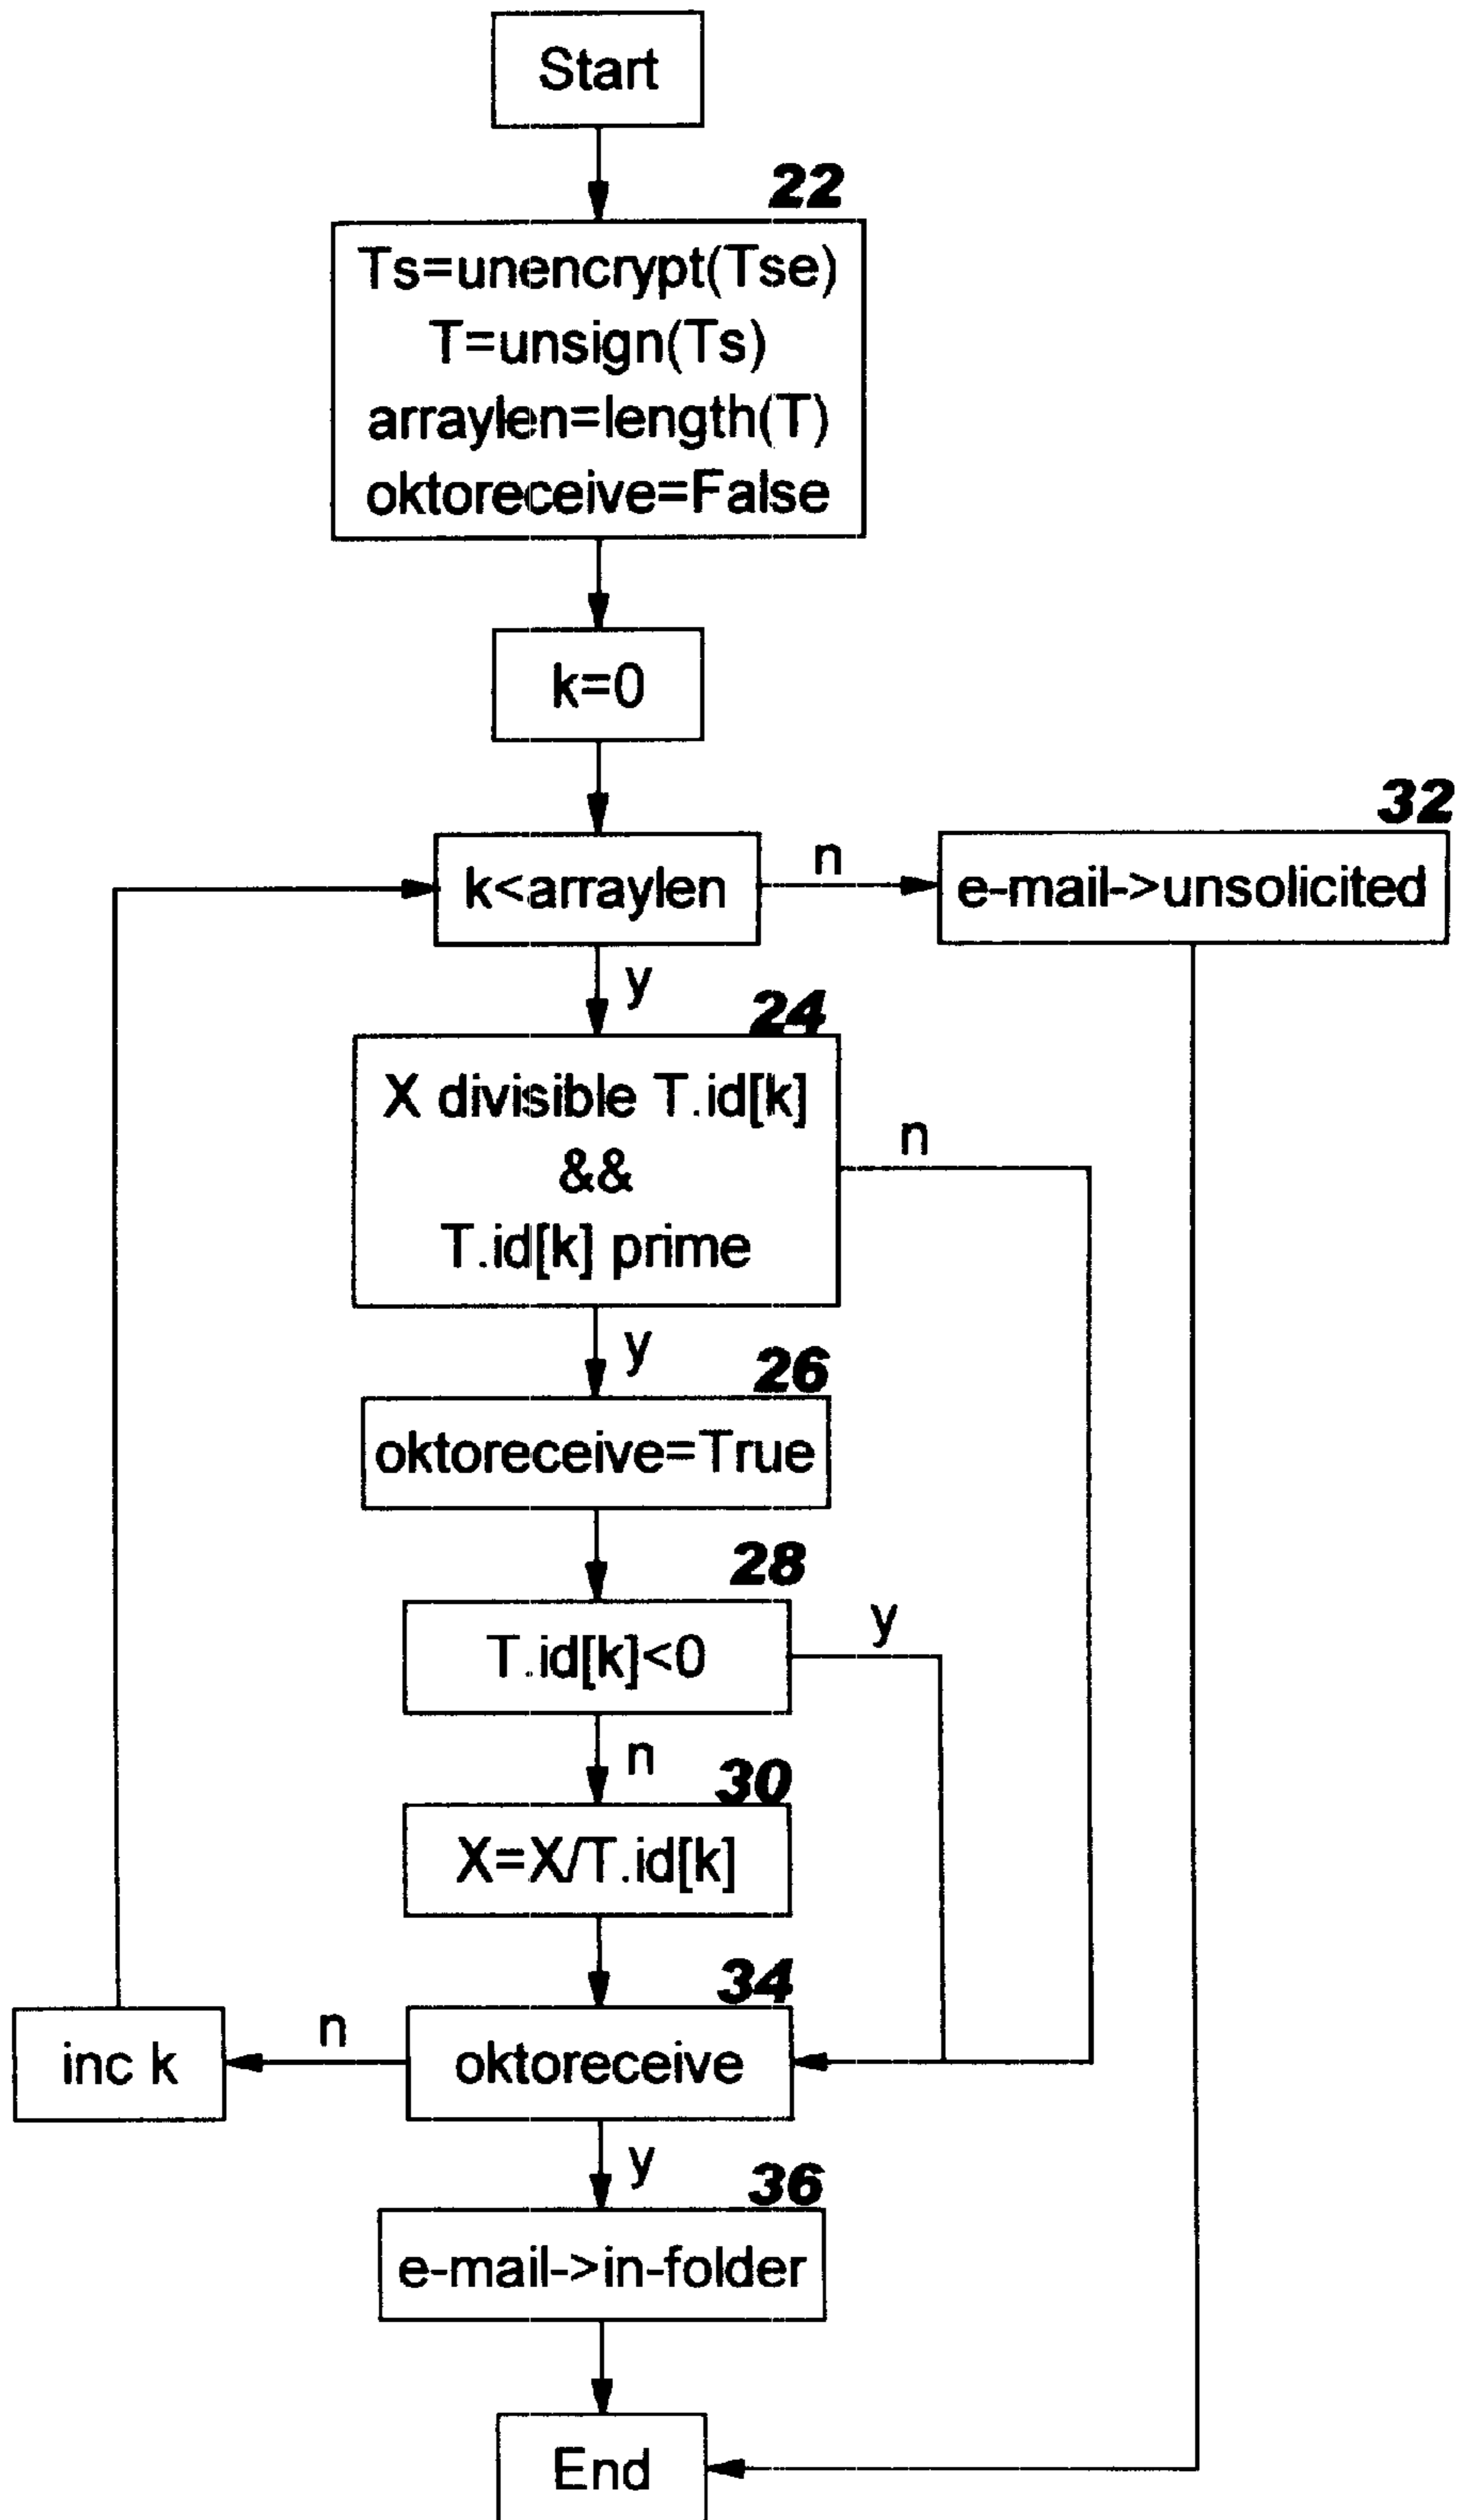 Start
22
Ts=unencrypt(Tse)
T=unsign(Ts)
arraylen=length(T)
oktoreceive=False
k=0
k<arraylen
n
32
e-mail->unsolicited
y
24
X divisible T.id[k]
&&
T.id[k] prime
n
y
26
oktoreceive=True
28
T.id[k]<0
y
n
30
X=X/T.id[k]
34
oktoreceive
n
inc k
y
36
e-mail->in-folder
End